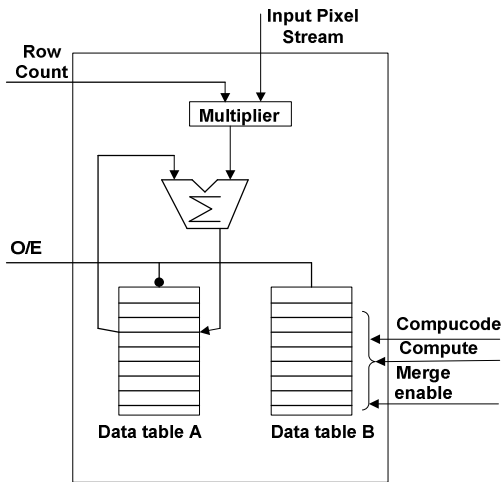 Input Pixel
Stream
Row
Count
Multiplier
Σ
O/E
Compucode
Compute
Merge
enable
Data table A
Data table B